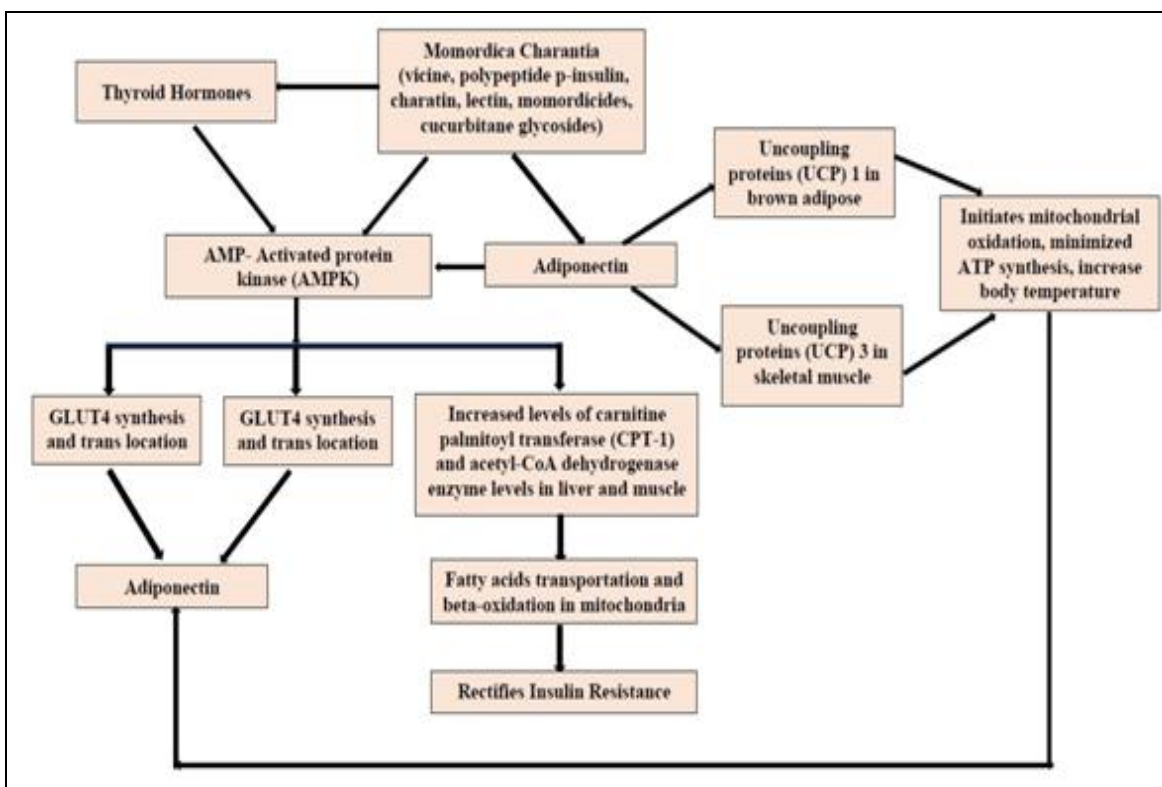 Momordica Charantia
(vicine, polypeptide p-insulin,
charatin, lectin, momordicides,
cucurbitane glycosides)
Thyroid Hormones
Uncoupling
proteins (UCP) 1 in
brown adipose
Initiates mitochondrial
oxidation, minimized
ATP synthesis, increase
body temperature
AMP- Activated protein
kinase (AMPK)
Adiponectin
Uncoupling
proteins (UCP) 3 in
skeletal muscle
GLUT4 synthesis
and trans location
GLUT4 synthesis
and trans location
Increased levels of carnitine
palmitoyl transferase (CPT-1)
and acetyl-CoA dehydrogenase
enzyme levels in liver and muscle
Adiponectin
Fatty acids transportation and
beta-oxidation in mitochondria
Rectifies Insulin Resistance